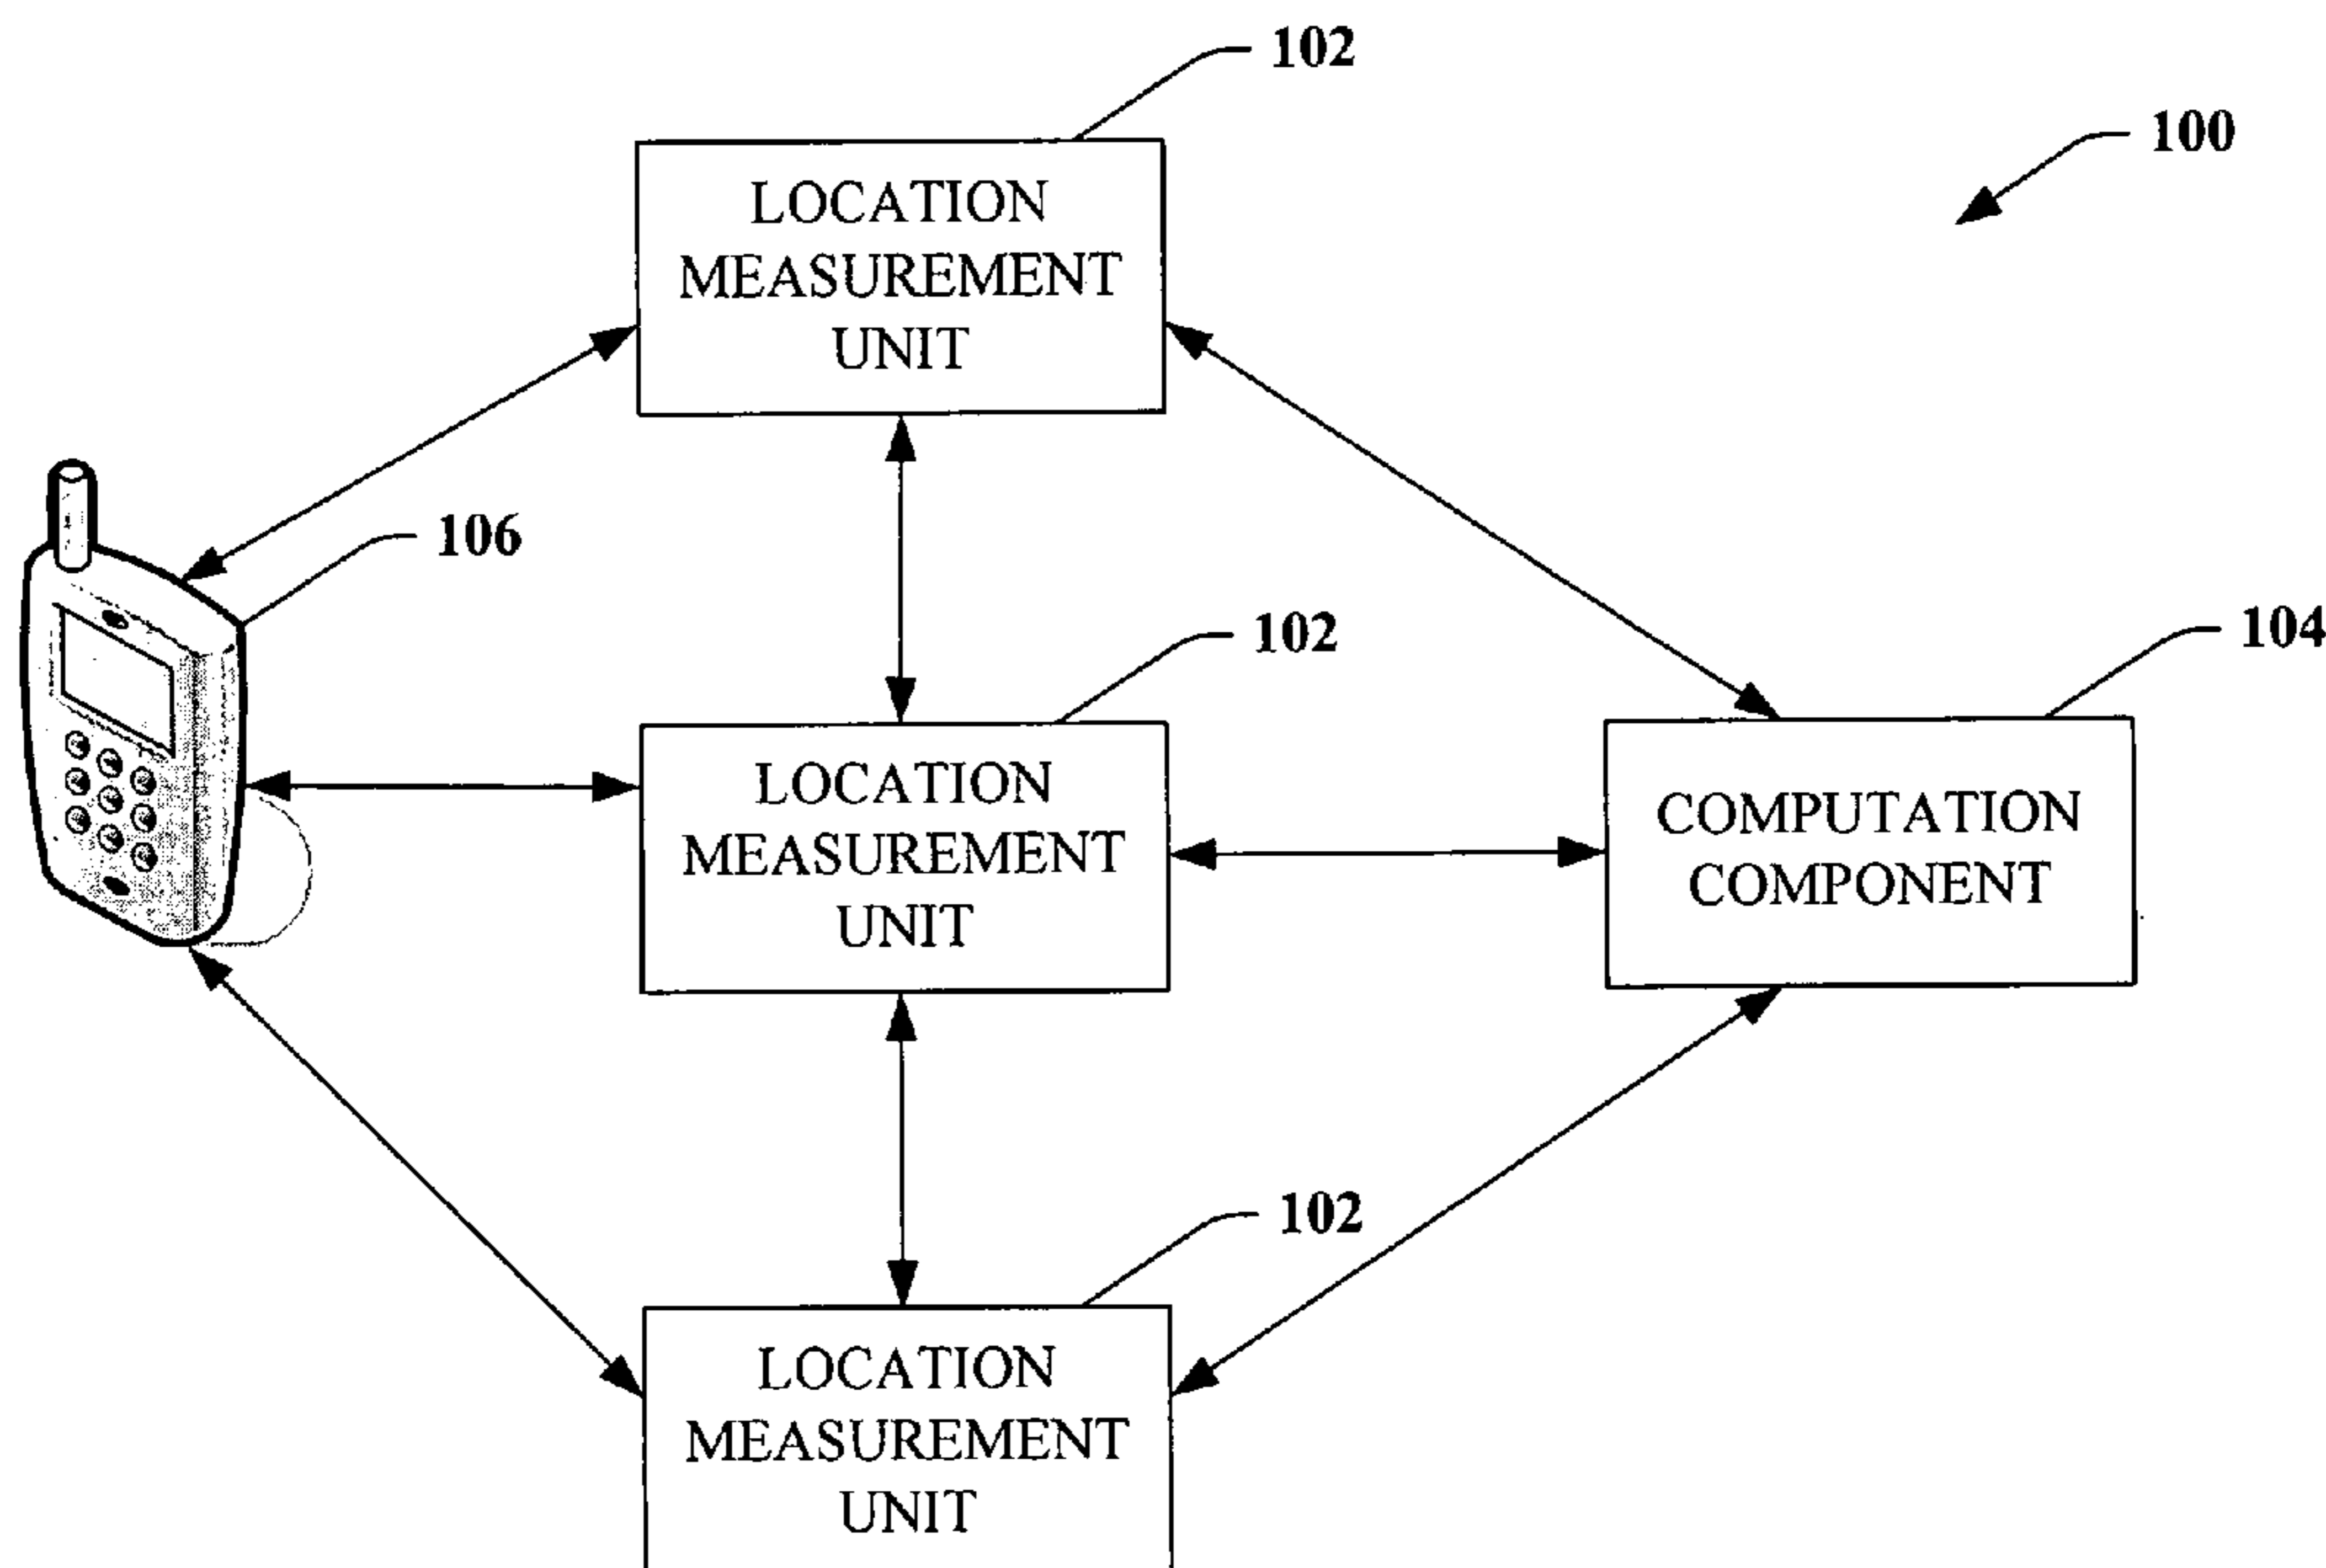 102
100
LOCATION
MEASUREMENT
UNIT
106
102
104
LOCATION
MEASUREMENT
UNIT
COMPUTATION
COMPONENT
102
LOCATION
MEASUREMENT
UNIT